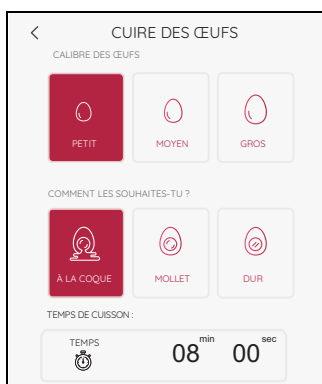 CUIRE DES ŒUFS
CALIBRE DES ŒUFS
PETIT MOYEN GROS
COMMENT LES SOUHAITES-TU ?
À LA COQUE MOLLET DUR
TEMPS DE CUISSON :
TEMPS 08 min 00 sec